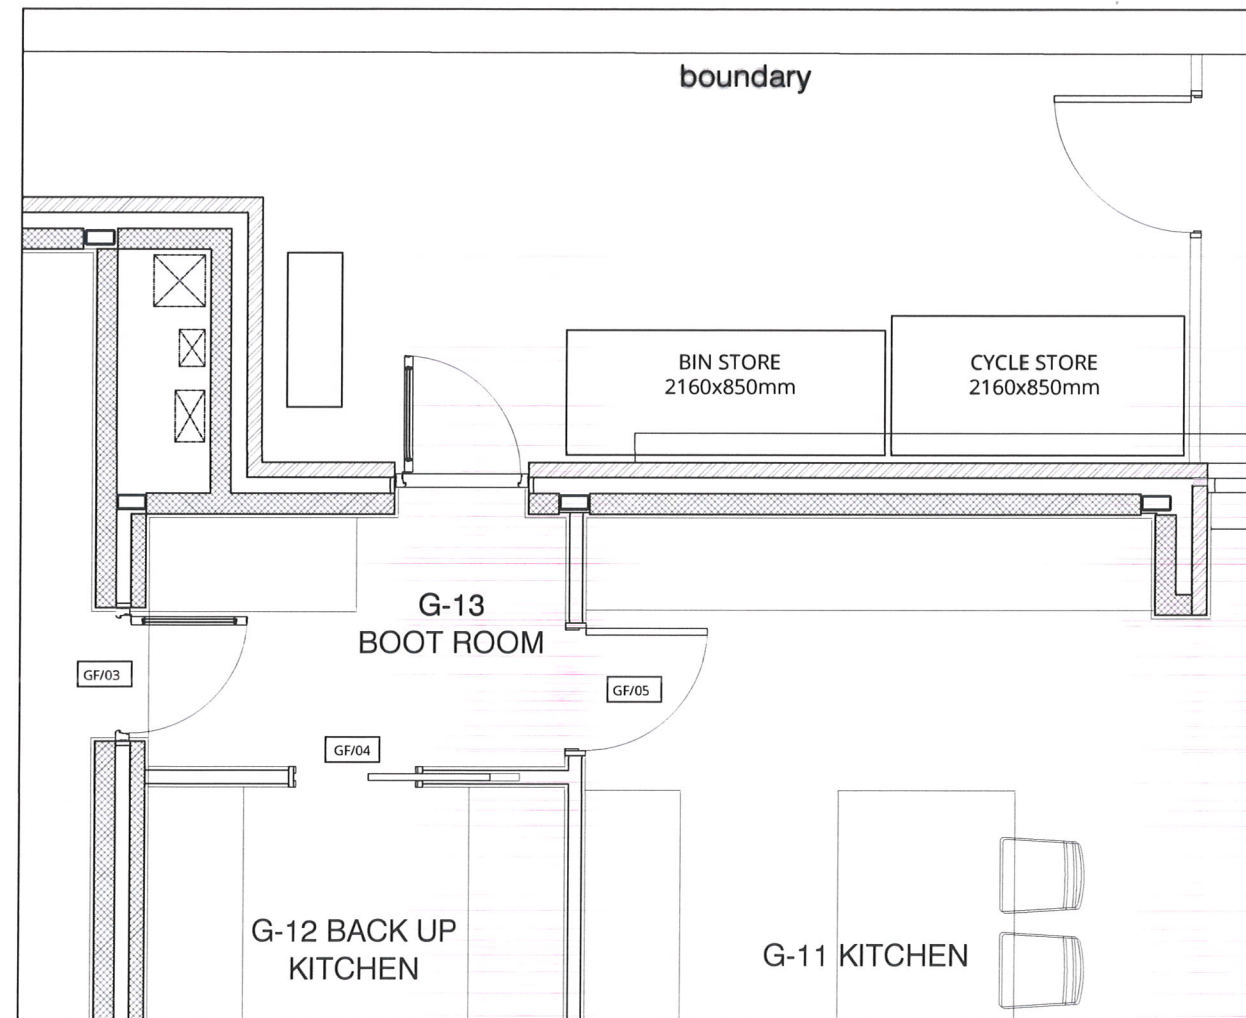 boundary
BIN STORE
2160x850mm
CYCLE STORE
2160x850mm
G-13
BOOT ROOM
GF/03
GF/05
GF/04
G-12 BACK UP
KITCHEN
G-11 KITCHEN